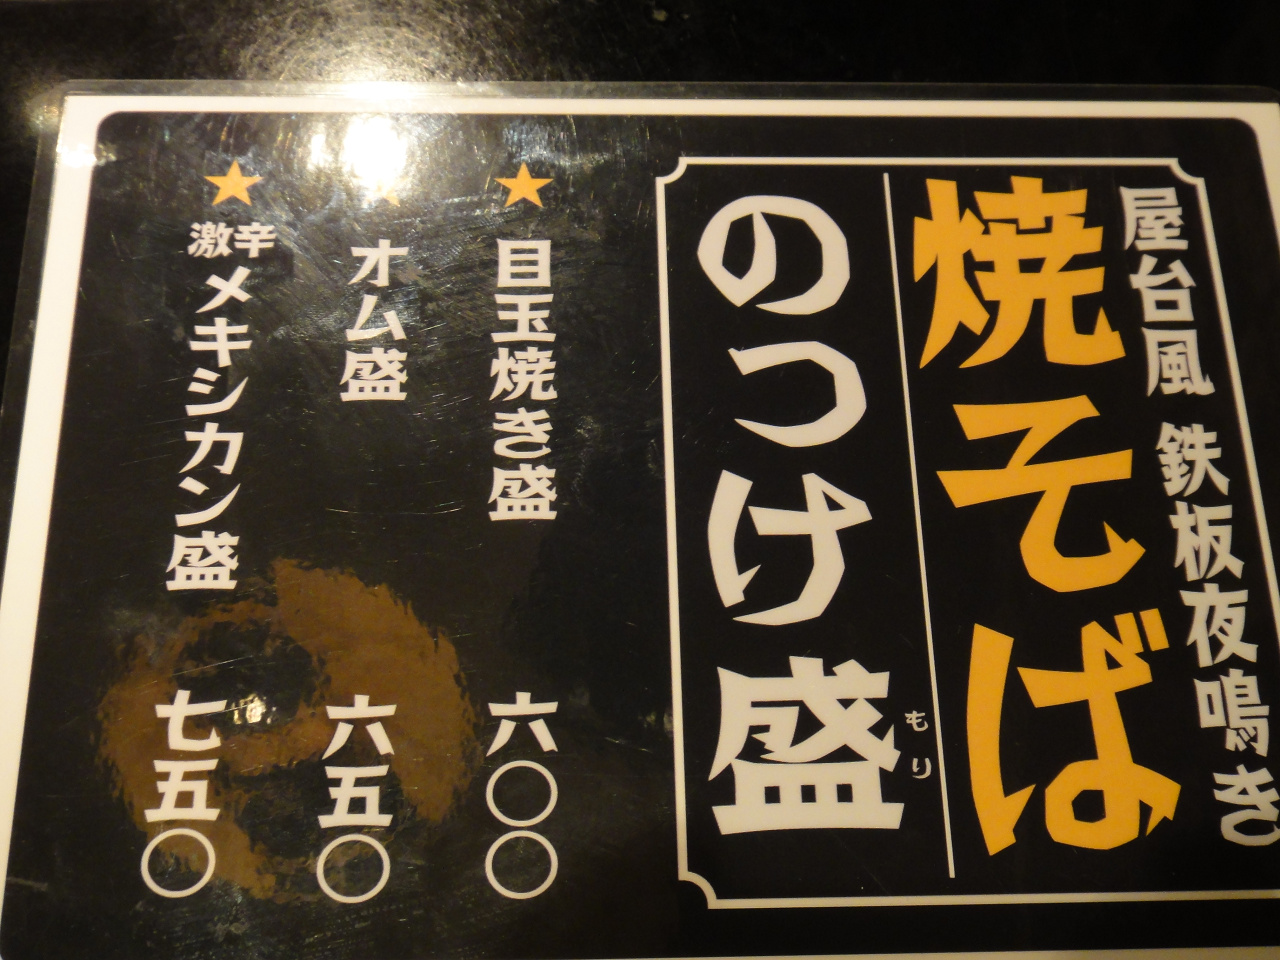 屋台風 鉄板夜鳴き
焼そば
のっけ盛
もり
★目玉焼き盛 六〇〇
★オム盛 六五〇
★激辛メキシカン盛 七五〇